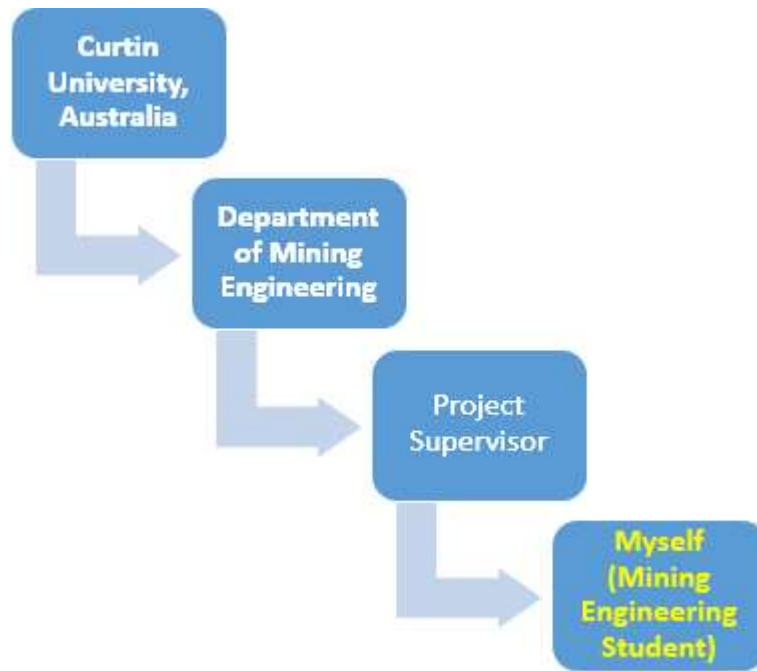 Curtin
University,
Australia
Department
of Mining
Engineering
Project
Supervisor
Myself
(Mining
Engineering
Student)